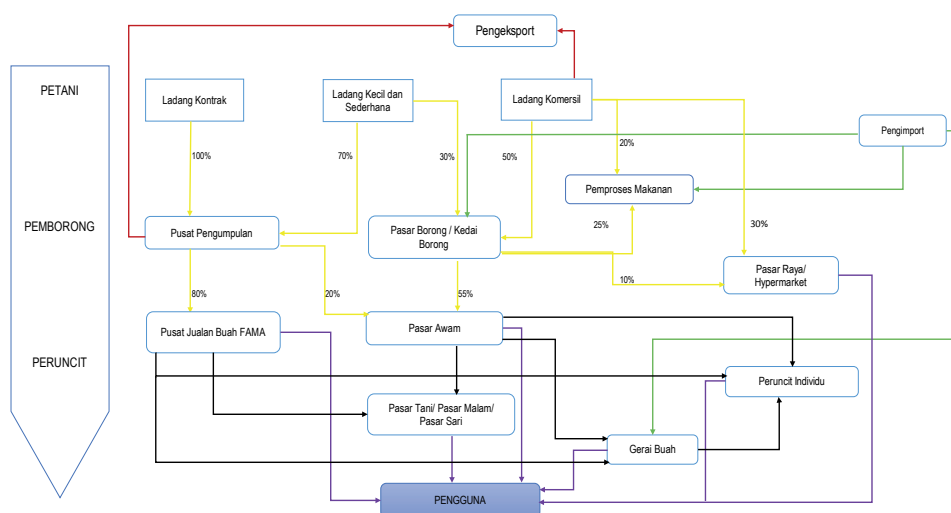 Pengeksport
PETANI
Ladang Kontrak
Ladang Kecil dan
Sederhana
Ladang Komersil
Pengimport
100%
70%
30%
50%
20%
Pemproses Makanan
PEMBORONG
Pusat Pengumpulan
Pasar Borong / Kedai
Borong
25%
30%
Pasar Raya/
Hypermarket
80%
20%
55%
10%
Pusat Jualan Buah FAMA
Pasar Awam
PERUNCIT
Peruncit Individu
Pasar Tani/ Pasar Malam/
Pasar Sari
Gerai Buah
PENGGUNA